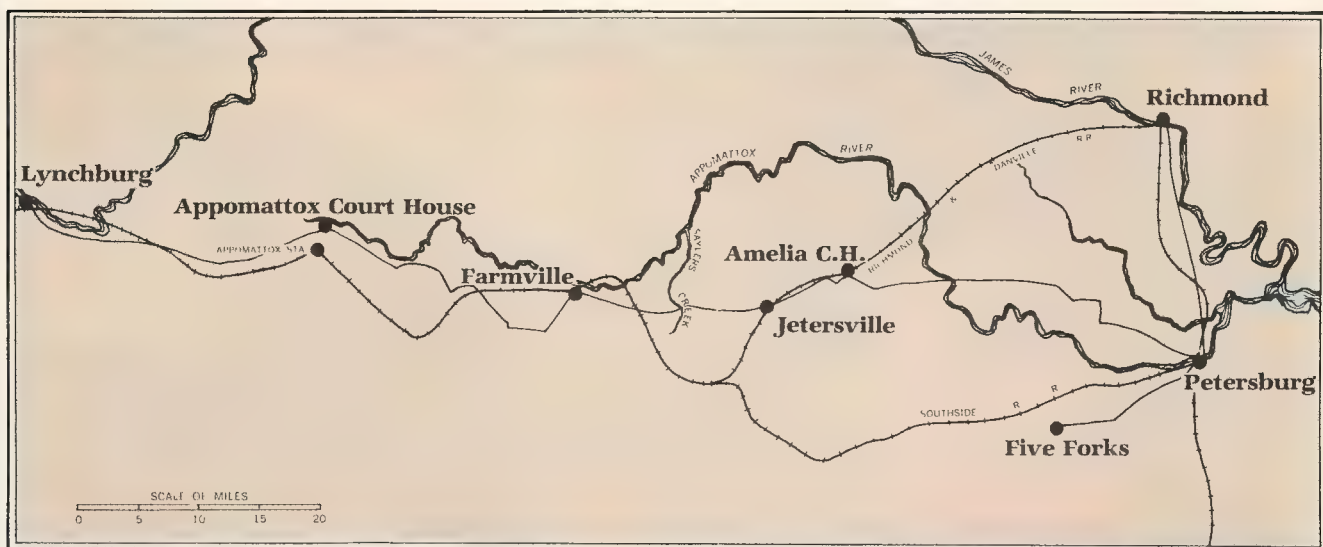 JAMES
RIVER
Richmond
R R
DANVILLE
APPOMATTOX
RIVER
Lynchburg
Appomattox Court House
APPOMATTOX STA.
SAYLERS
CREEK
Amelia C.H.
&
RICHMOND
Farmville
Jetersville
Petersburg
SOUTHSIDE
R R
Five Forks
SCALE OF MILES
0 5 10 15 20